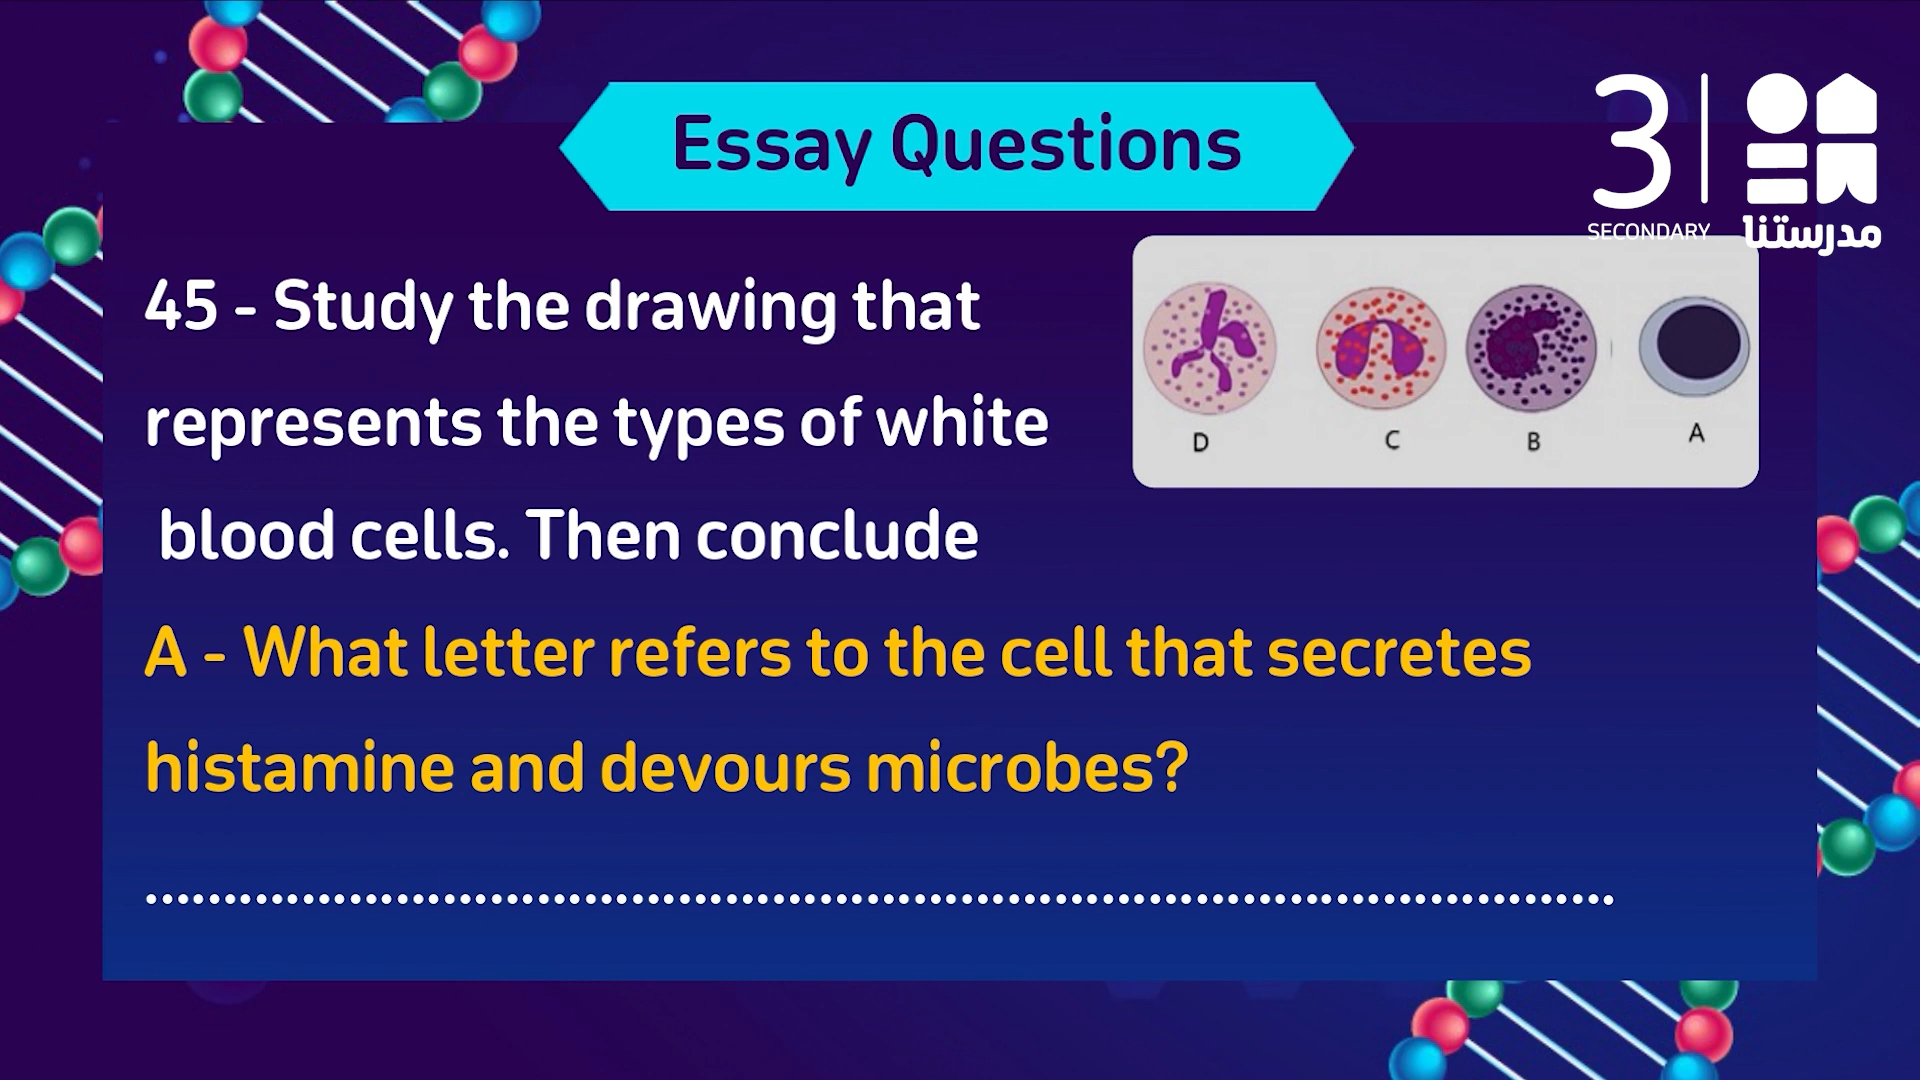 Essay Questions
3
SECONDARY
مدرستنا
45 - Study the drawing that
represents the types of white
blood cells. Then conclude
D C B A
A - What letter refers to the cell that secretes
histamine and devours microbes?